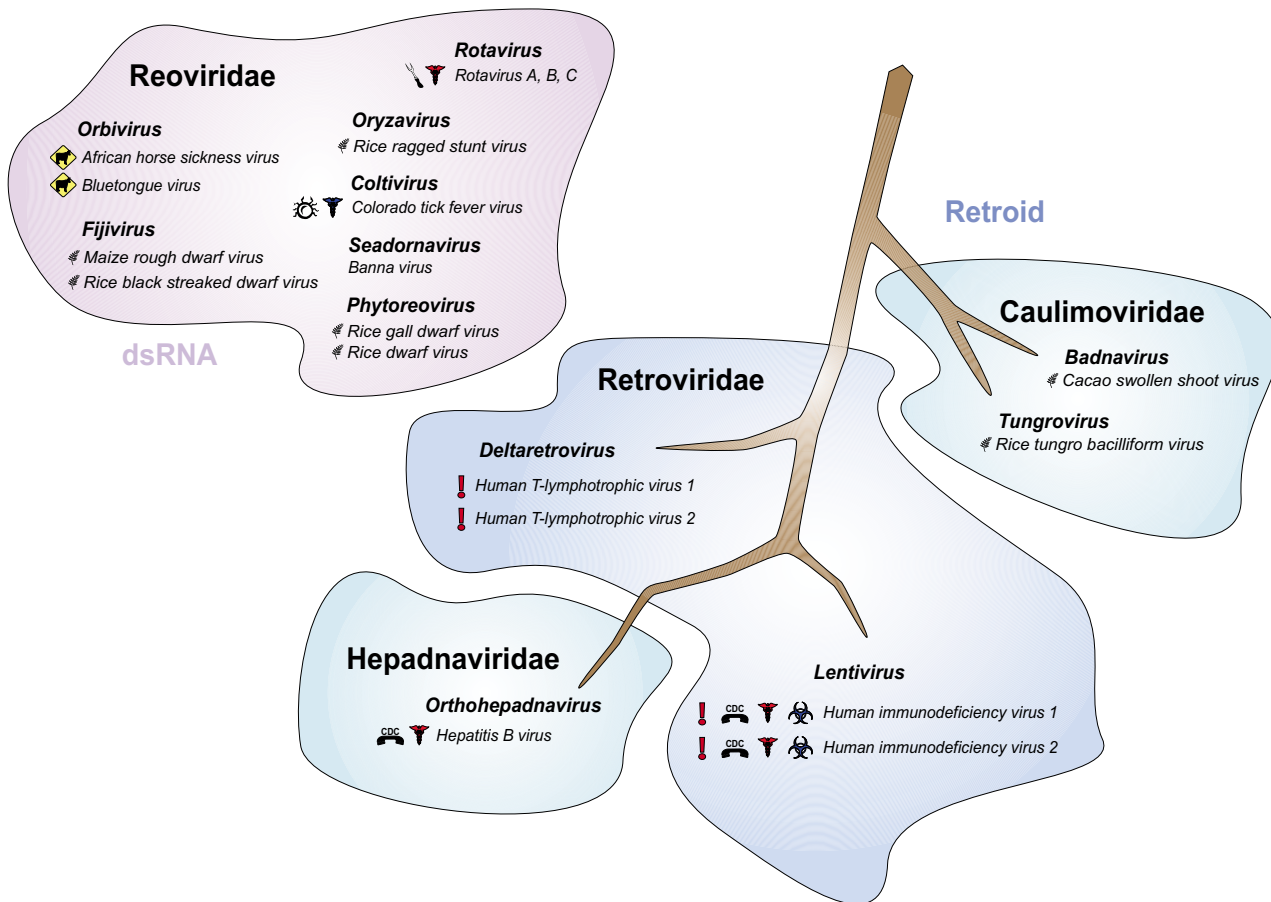 Reoviridae
Rotavirus
Rotavirus A, B, C
Orbivirus
African horse sickness virus
Bluetongue virus
Fijivirus
Maize rough dwarf virus
Rice black streaked dwarf virus
Oryzavirus
Rice ragged stunt virus
Coltivirus
Colorado tick fever virus
Seadornavirus
Banna virus
Phytoreovirus
Rice gall dwarf virus
Rice dwarf virus
dsRNA
Retroid
Caulimoviridae
Badnavirus
Cacao swollen shoot virus
Tungrovirus
Rice tungro bacilliform virus
Retroviridae
Deltaretrovirus
Human T-lymphotrophic virus 1
Human T-lymphotrophic virus 2
Hepadnaviridae
Orthohepadnavirus
CDC Hepatitis B virus
Lentivirus
! CDC Human immunodeficiency virus 1
! CDC Human immunodeficiency virus 2